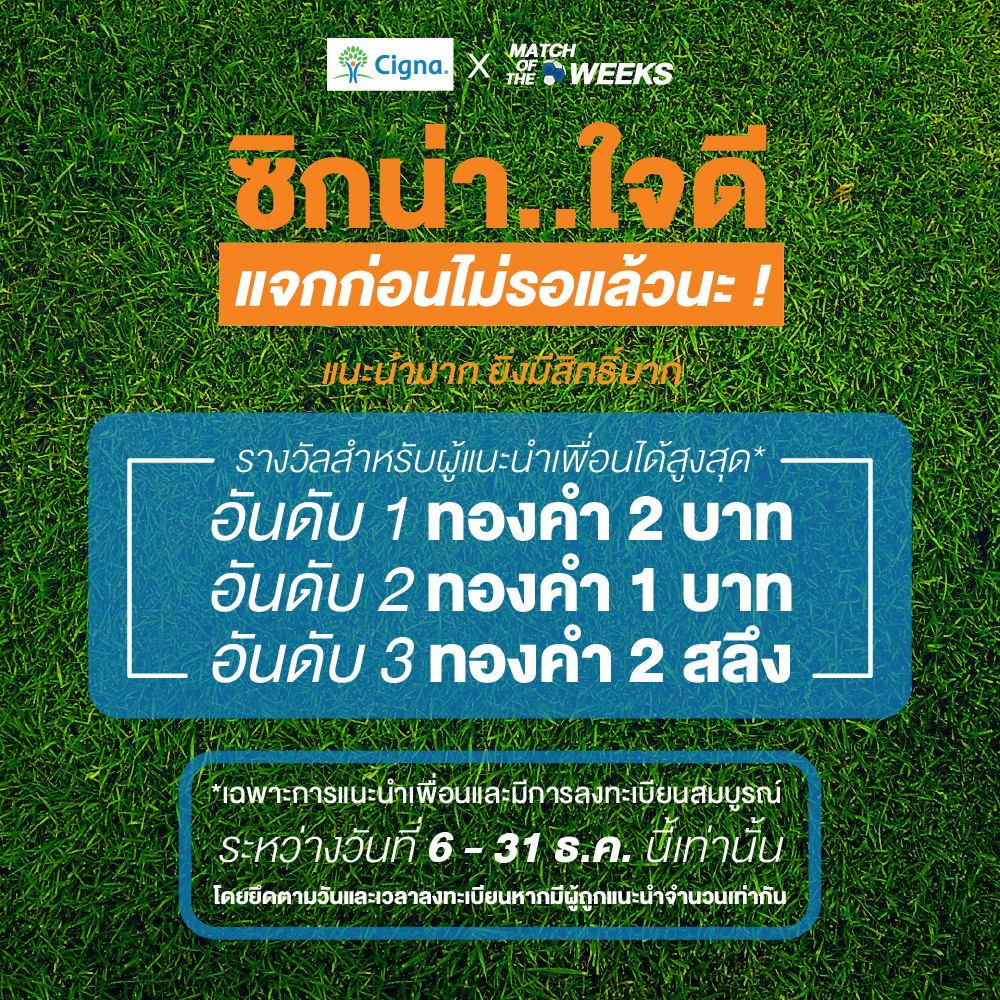 Cigna. X MATCH OF THE WEEKS
ซิกน่า..ใจดี
แจกก่อนไม่รอแล้วนะ !
แนะนำมาก ยิ่งมีสิทธิ์มาก
รางวัลสำหรับผู้แนะนำเพื่อนได้สูงสุด*
อันดับ 1 ทองคำ 2 บาท
อันดับ 2 ทองคำ 1 บาท
อันดับ 3 ทองคำ 2 สลึง
*เฉพาะการแนะนำเพื่อนและมีการลงทะเบียนสมบูรณ์
ระหว่างวันที่ 6 - 31 ธ.ค. นี้เท่านั้น
โดยยึดตามวันและเวลาลงทะเบียนหากมีผู้ถูกแนะนำจำนวนเท่ากัน